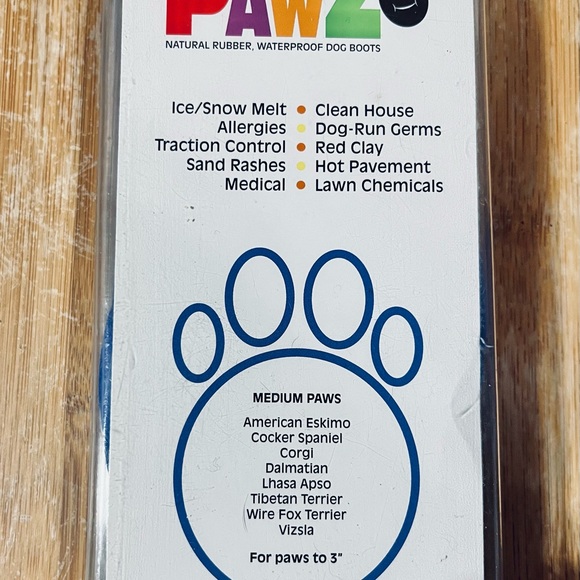 PAWZ
NATURAL RUBBER, WATERPROOF DOG BOOTS
Ice/Snow Melt • Clean House
Allergies • Dog-Run Germs
Traction Control • Red Clay
Sand Rashes • Hot Pavement
Medical • Lawn Chemicals
MEDIUM PAWS
American Eskimo
Cocker Spaniel
Corgi
Dalmatian
Lhasa Apso
Tibetan Terrier
Wire Fox Terrier
Vizsla
For paws to 3"